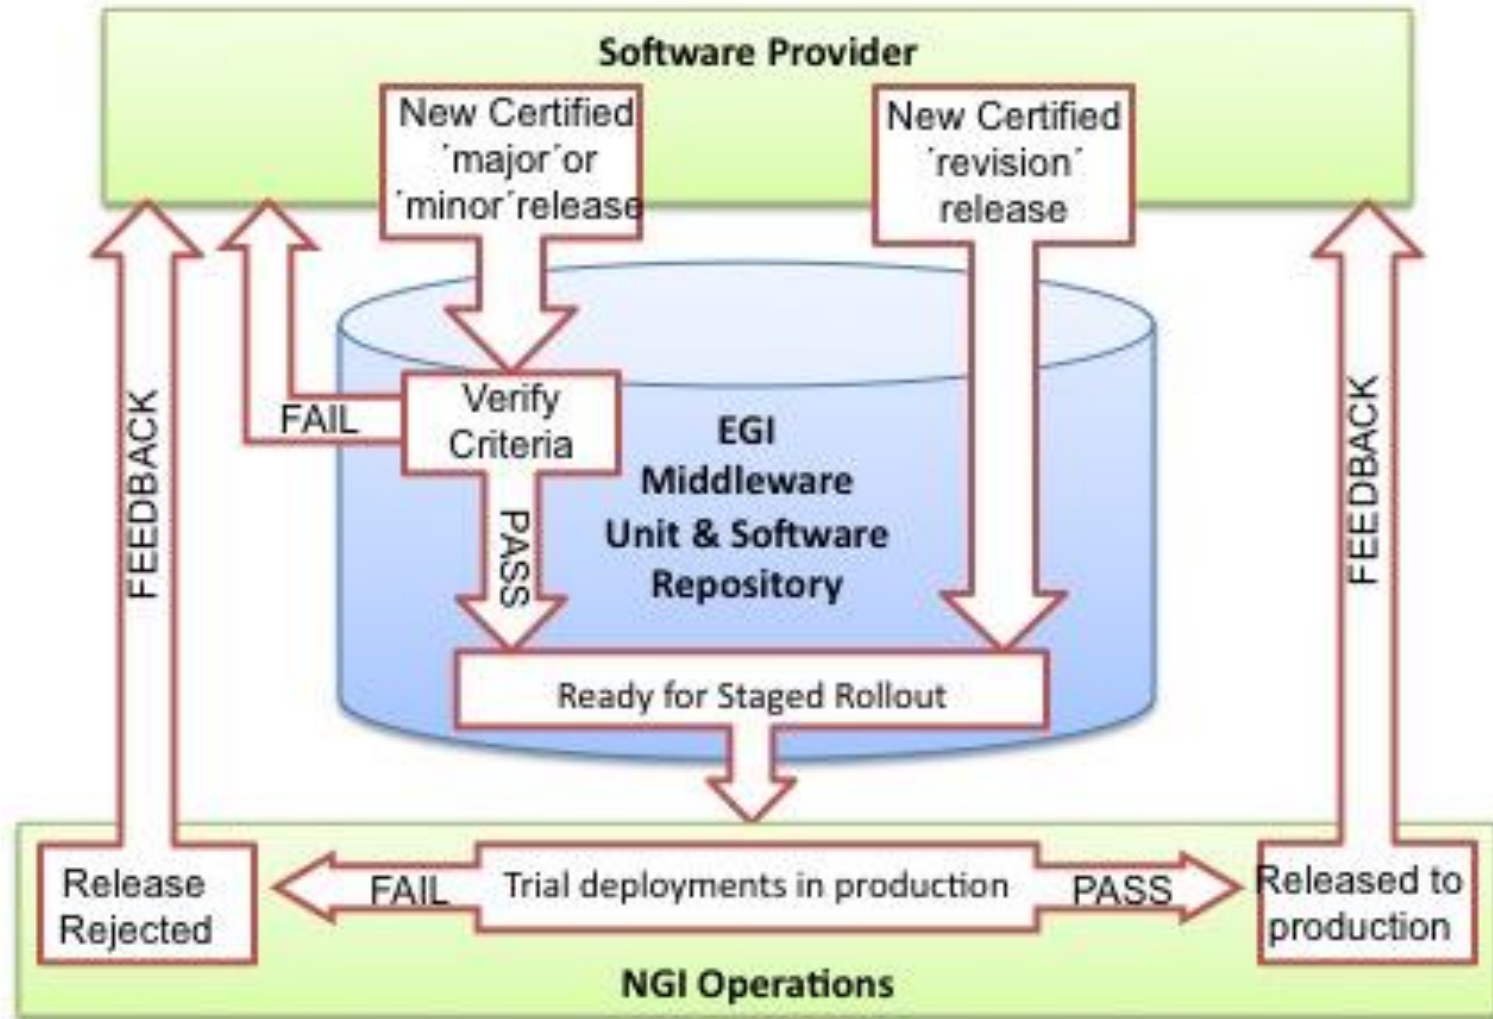 Software Provider
New Certified
´major´or
´minor´release
New Certified
´revision´
release
Verify
Criteria
FAIL
PASS
EGI
Middleware
Unit & Software
Repository
Ready for Staged Rollout
FEEDBACK
FEEDBACK
Release
Rejected
FAIL
Trial deployments in production
PASS
Released to
production
NGI Operations